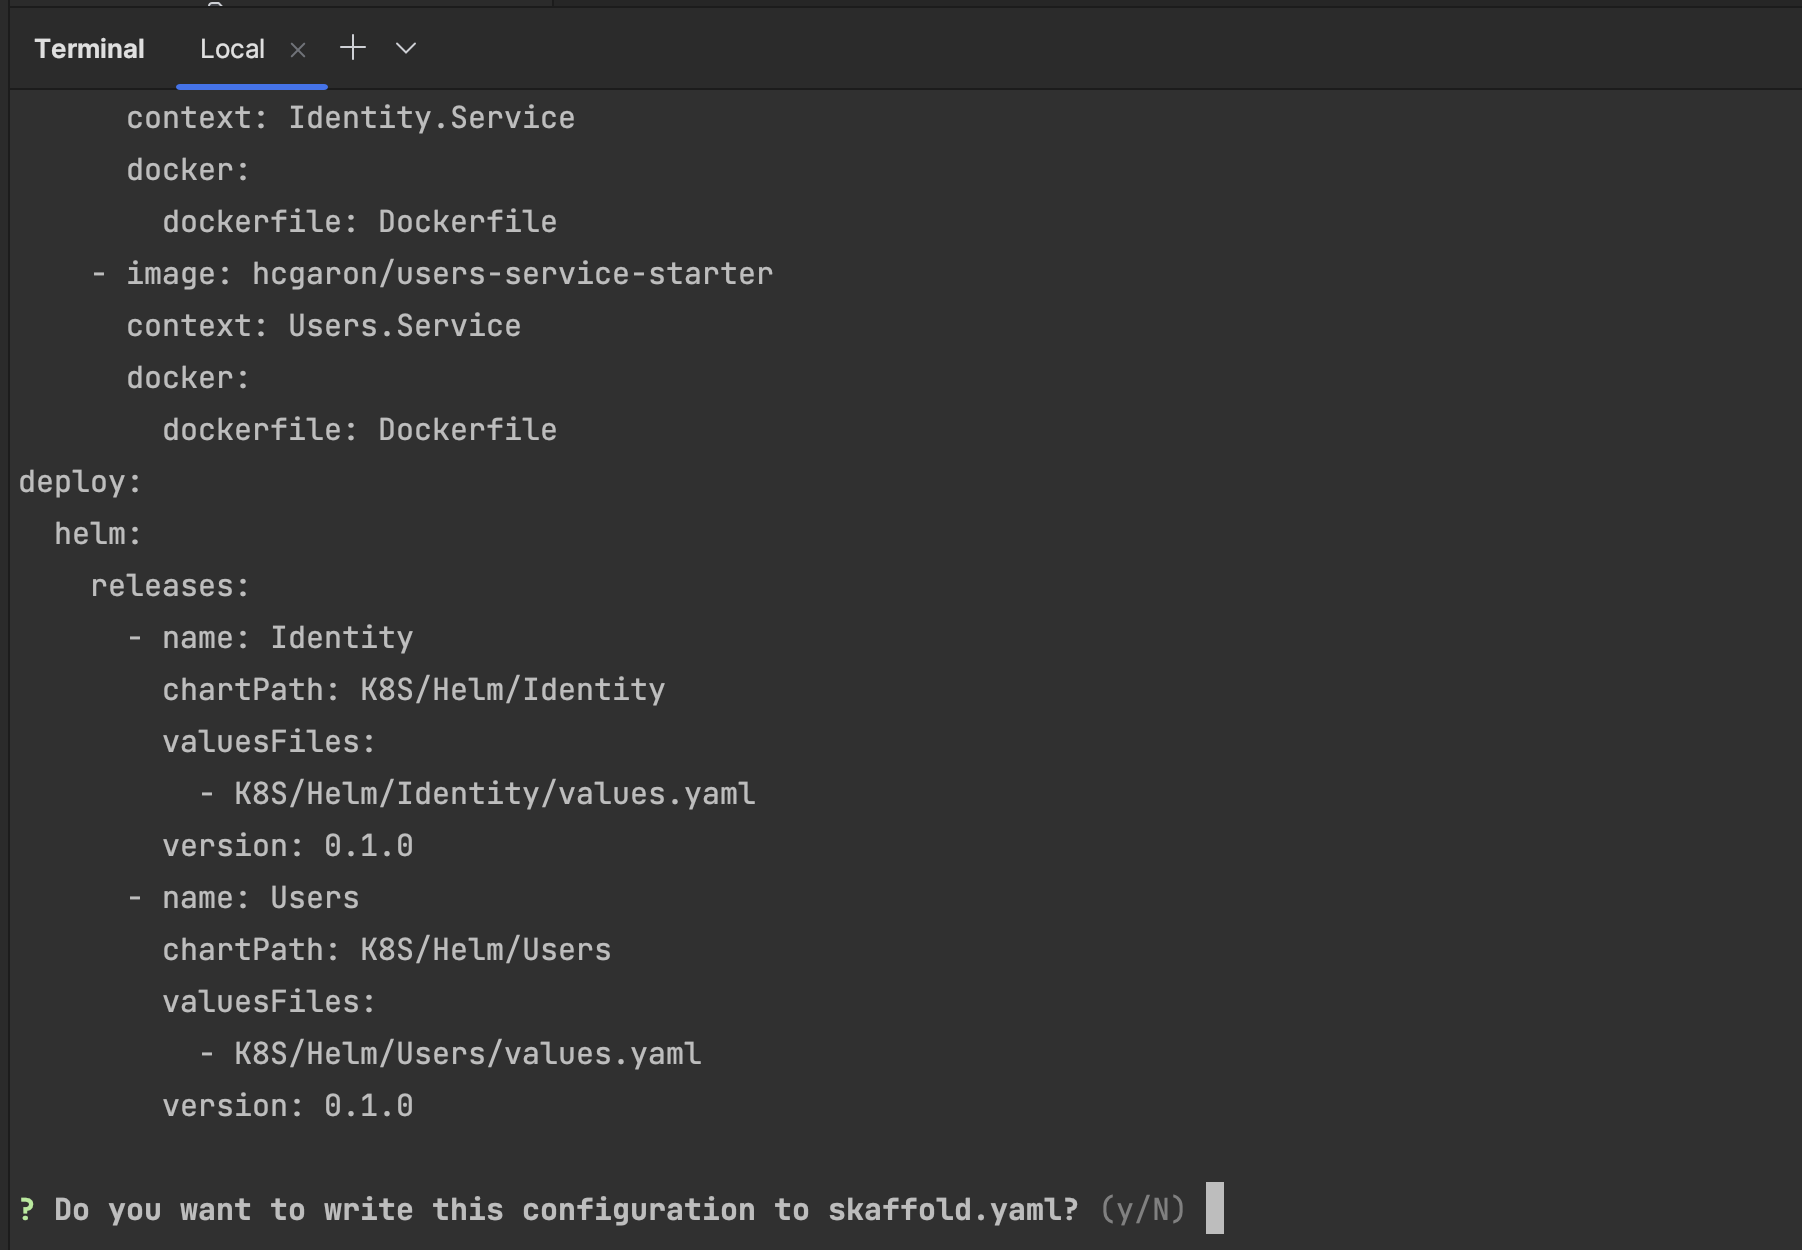 Terminal Local
context: Identity.Service
docker:
dockerfile: Dockerfile
- image: hcgaron/users-service-starter
context: Users.Service
docker:
dockerfile: Dockerfile
deploy:
helm:
releases:
- name: Identity
chartPath: K8S/Helm/Identity
valuesFiles:
- K8S/Helm/Identity/values.yaml
version: 0.1.0
- name: Users
chartPath: K8S/Helm/Users
valuesFiles:
- K8S/Helm/Users/values.yaml
version: 0.1.0
? Do you want to write this configuration to skaffold.yaml? (y/N)